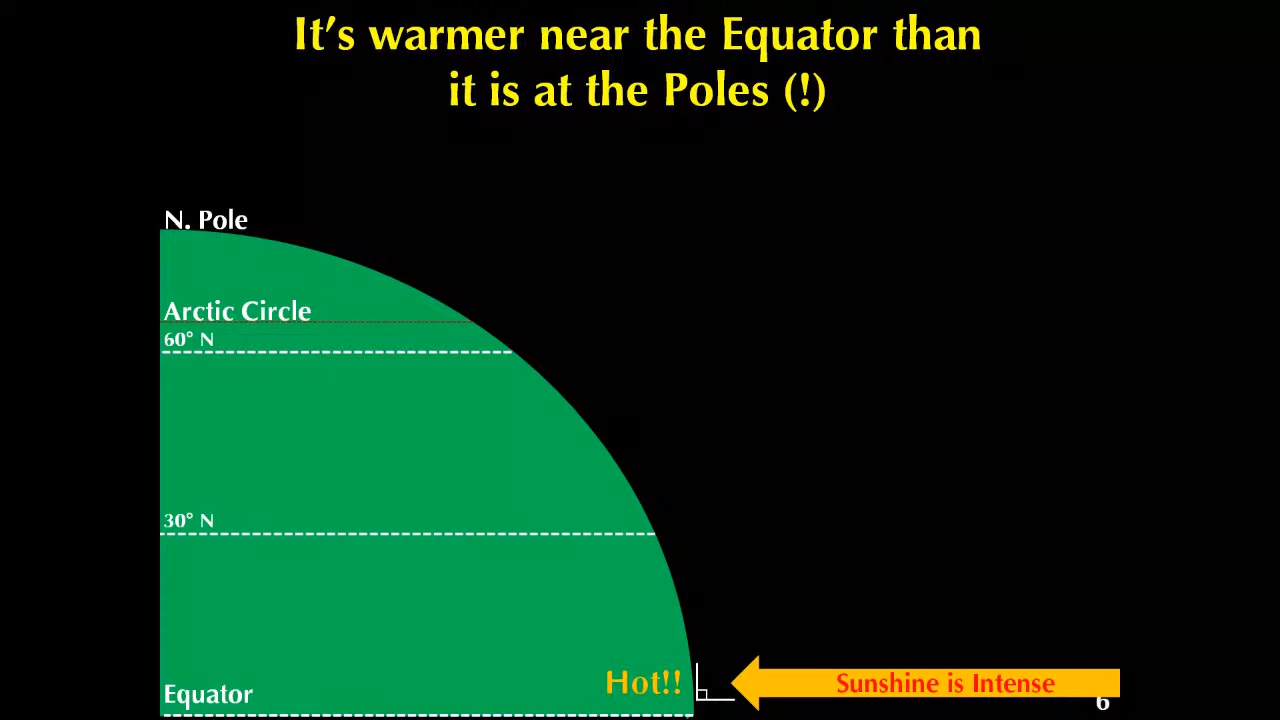 It's warmer near the Equator than
it is at the Poles (!)
N. Pole
Arctic Circle
60° N
30° N
Hot!!
Sunshine is Intense
Equator
6